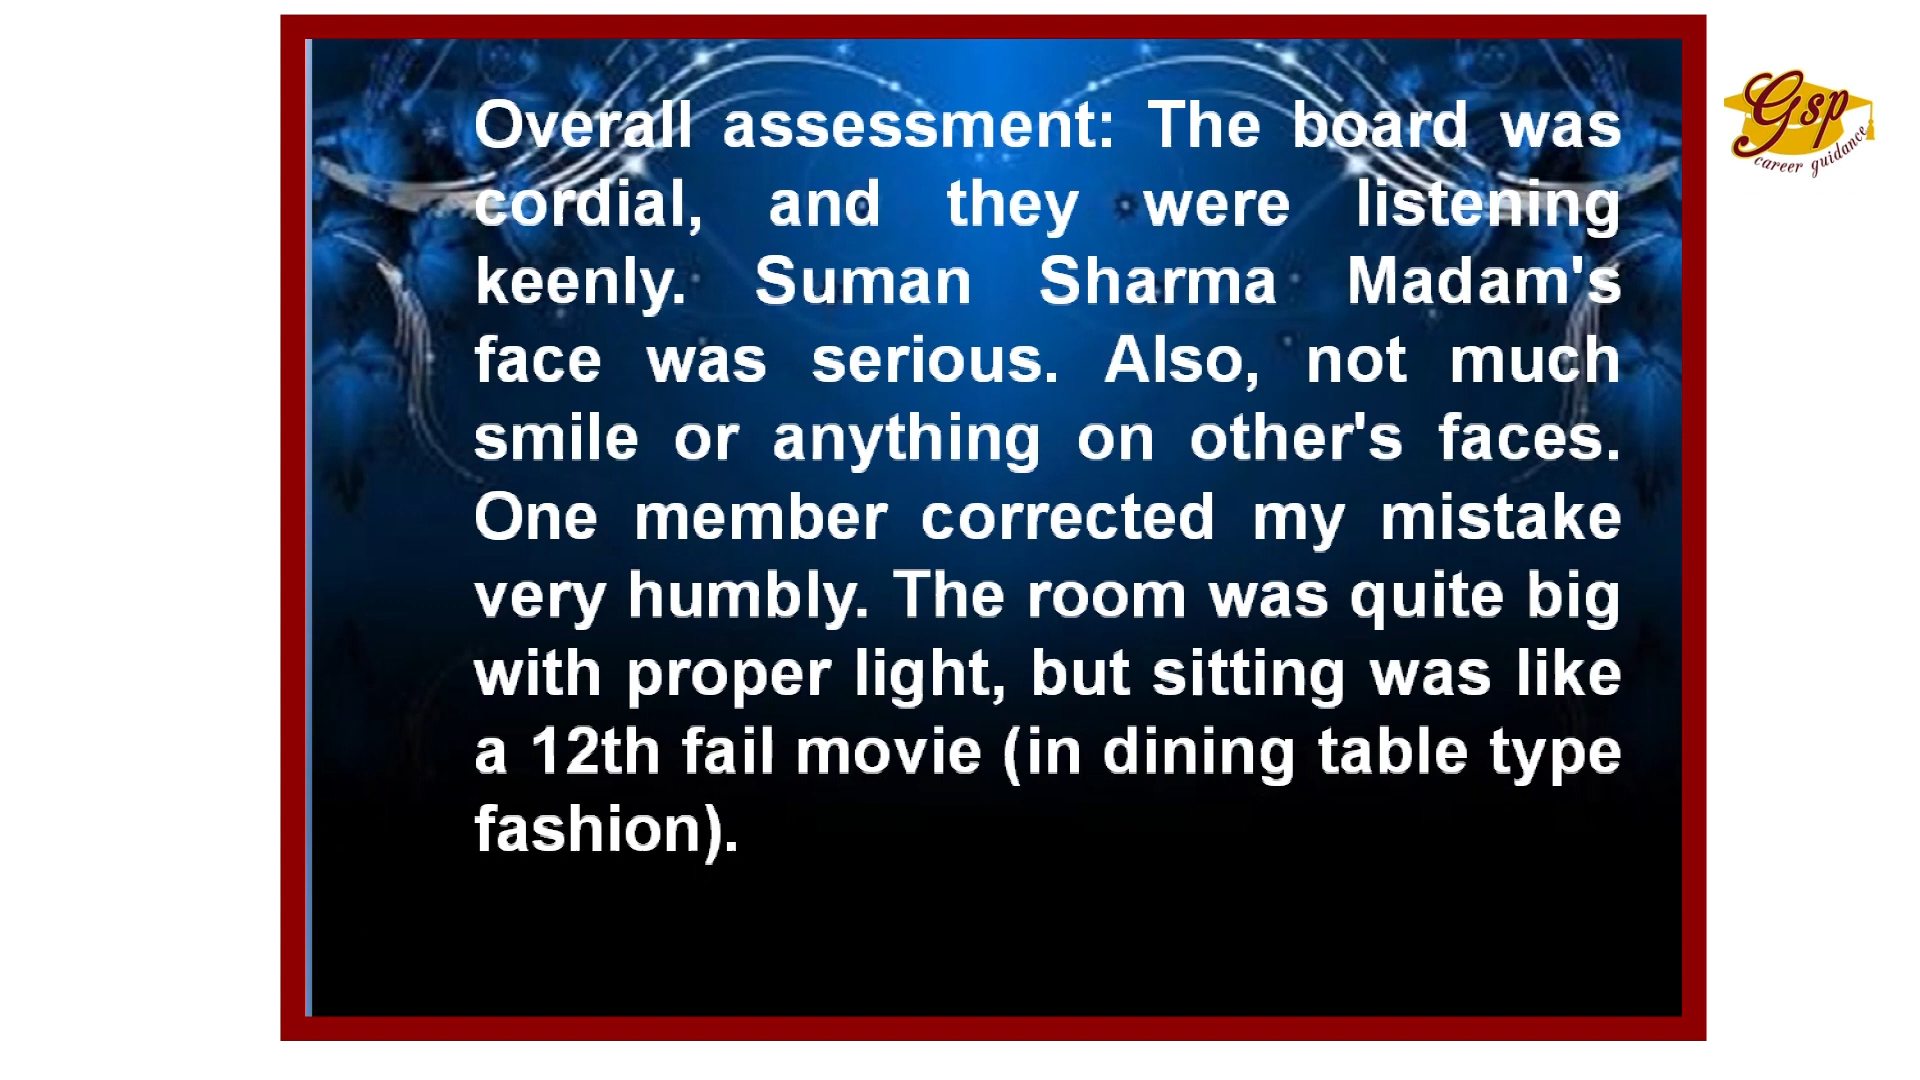 Overall assessment: The board was
cordial, and they were listening
keenly. Suman Sharma Madam's
face was serious. Also, not much
smile or anything on other's faces.
One member corrected my mistake
very humbly. The room was quite big
with proper light, but sitting was like
a 12th fail movie (in dining table type
fashion).
Gsp
career guidance